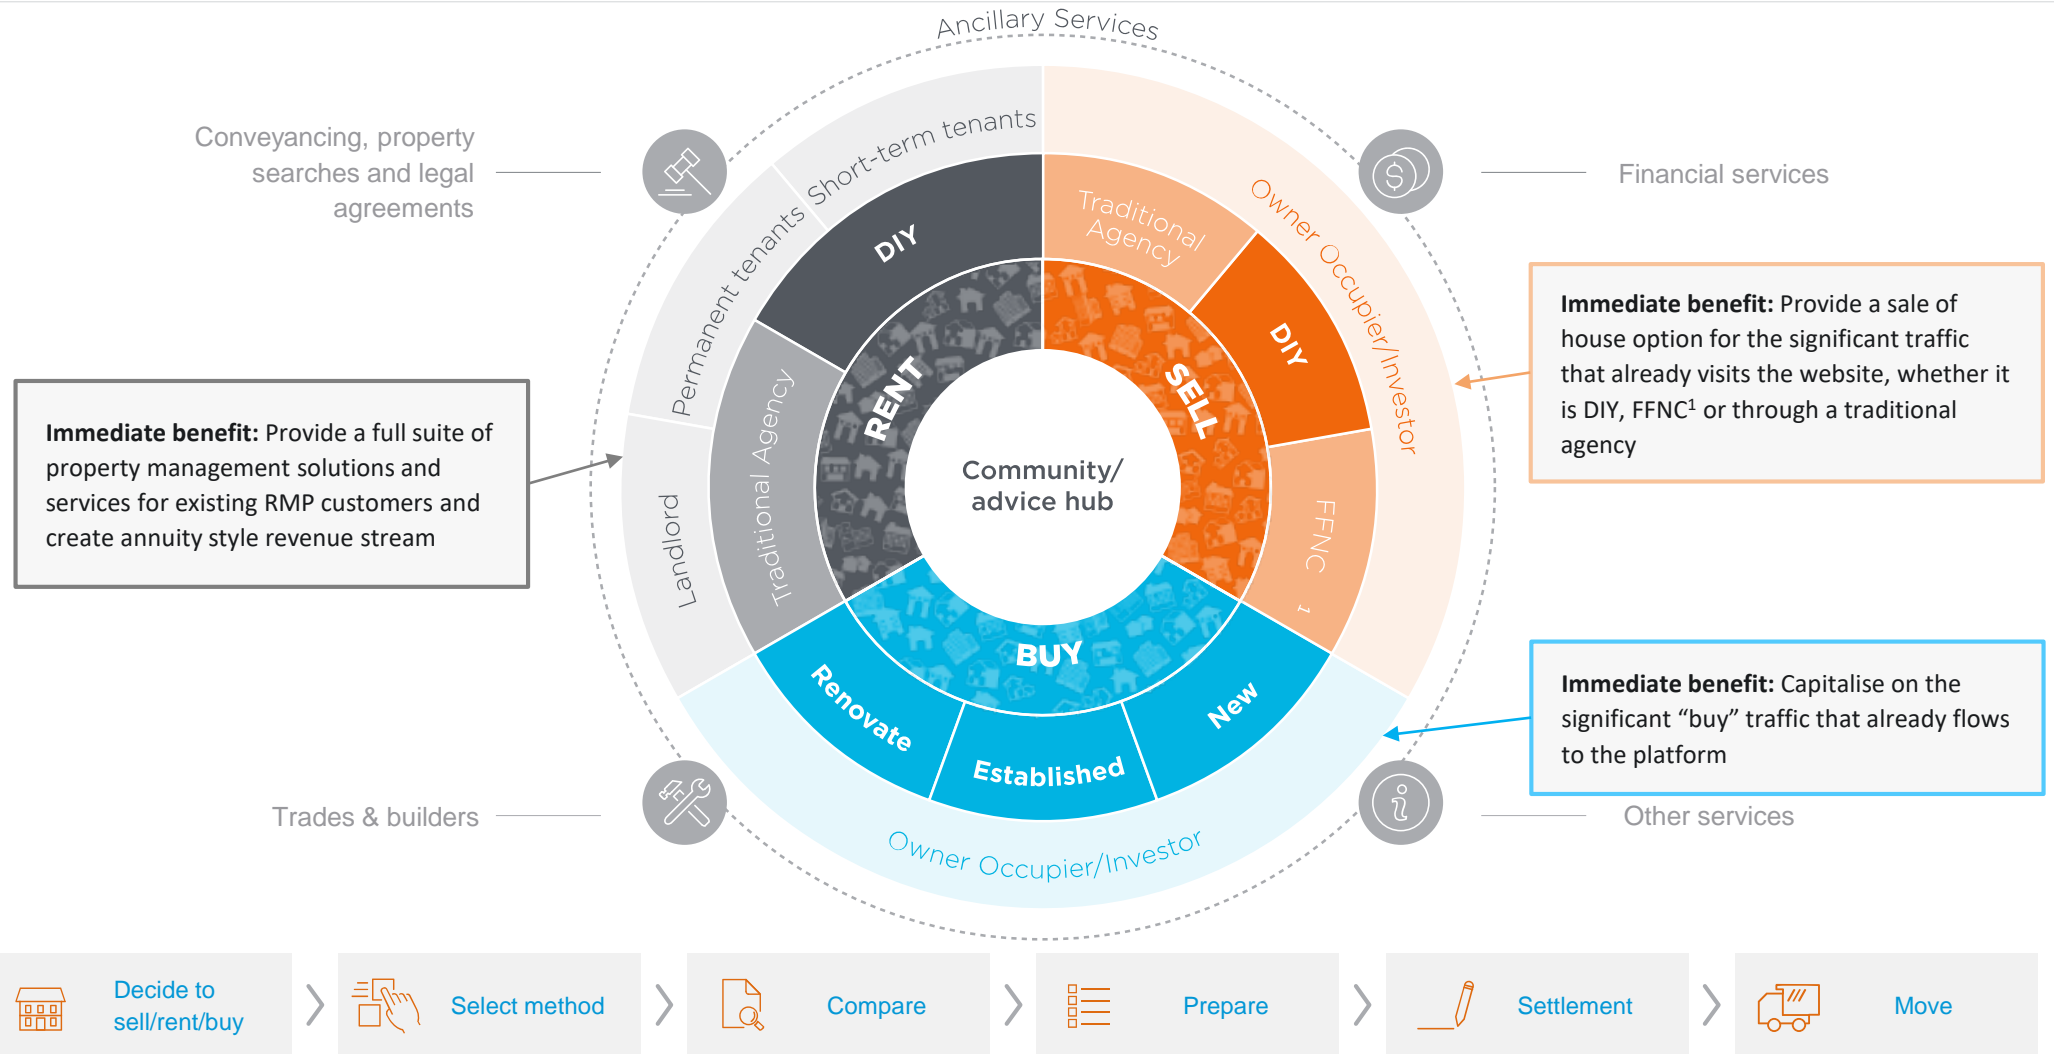 Ancillary Services
Conveyancing, property
searches and legal
agreements
Financial services
Short-term tenants
Permanent tenants
Landlord
DIY
Traditional Agency
RENT
Traditional
Agency
DIY
FFNC 1
SELL
Owner Occupier/Investor
Community/
advice hub
BUY
Renovate
Established
New
Owner Occupier/Investor
Immediate benefit: Provide a full suite of
property management solutions and
services for existing RMP customers and
create annuity style revenue stream
Immediate benefit: Provide a sale of
house option for the significant traffic
that already visits the website, whether it
is DIY, FFNC1 or through a traditional
agency
Immediate benefit: Capitalise on the
significant “buy” traffic that already flows
to the platform
Trades & builders
Other services
Decide to
sell/rent/buy
Select method
Compare
Prepare
Settlement
Move